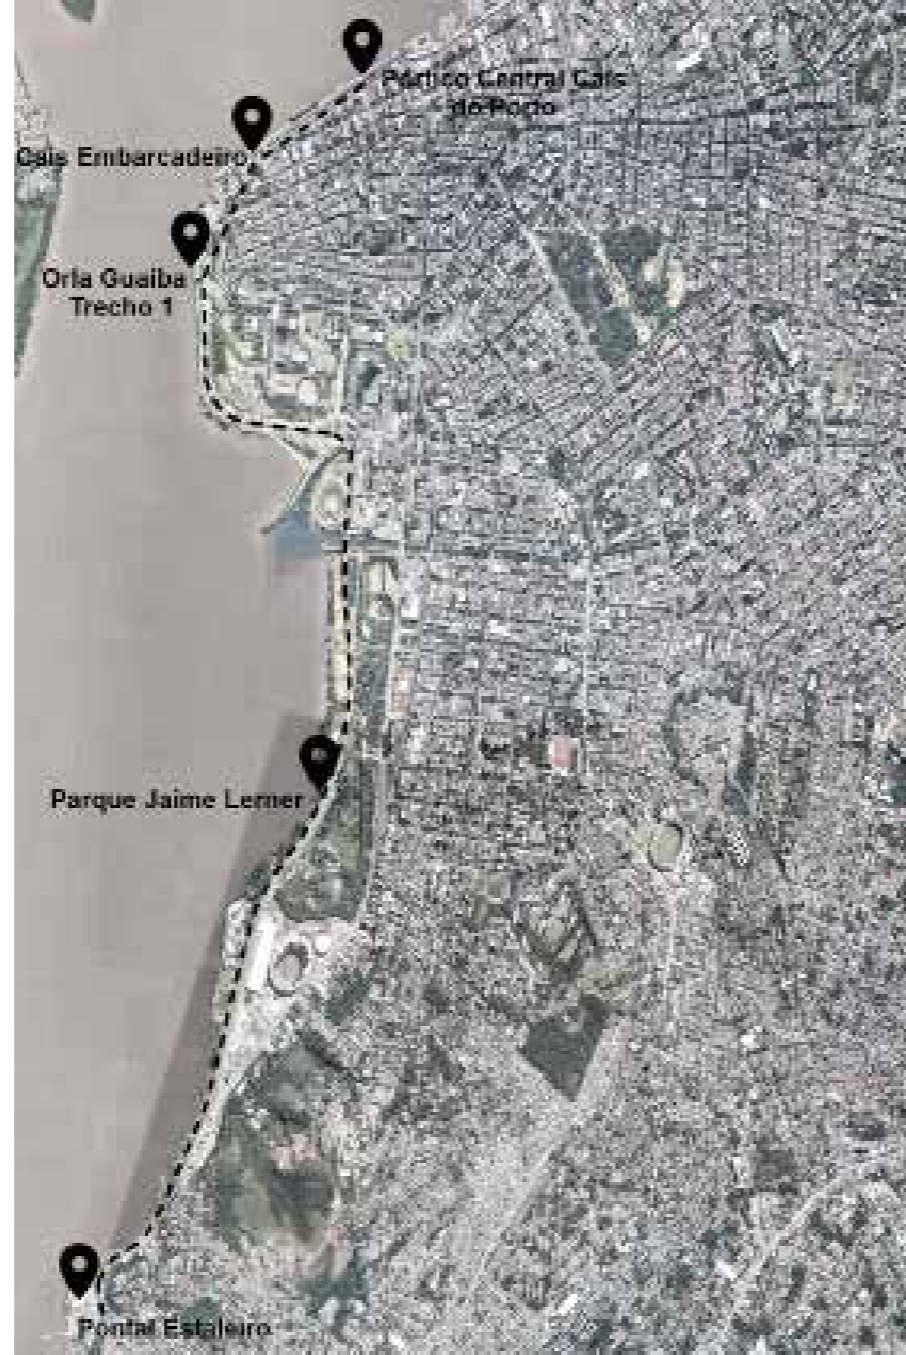 Pórtico Central Cais
do Porto
Cais Embarcadeiro
Orla Guaíba
Trecho 1
Parque Jaime Lerner
Pontal Estaleiro